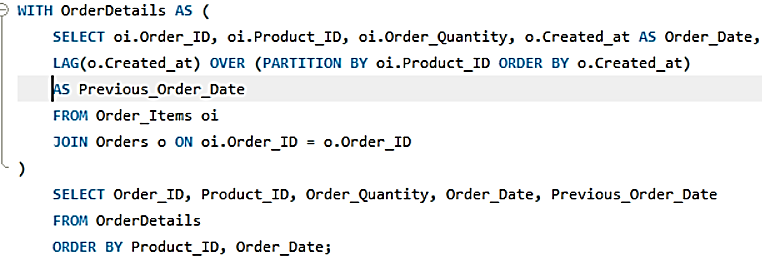 WITH OrderDetails AS (
SELECT oi.Order_ID, oi.Product_ID, oi.Order_Quantity, o.Created_at AS Order_Date,
LAG(o.Created_at) OVER (PARTITION BY oi.Product_ID ORDER BY o.Created_at)
AS Previous_Order_Date
FROM Order_Items oi
JOIN Orders o ON oi.Order_ID = o.Order_ID
)
SELECT Order_ID, Product_ID, Order_Quantity, Order_Date, Previous_Order_Date
FROM OrderDetails
ORDER BY Product_ID, Order_Date;